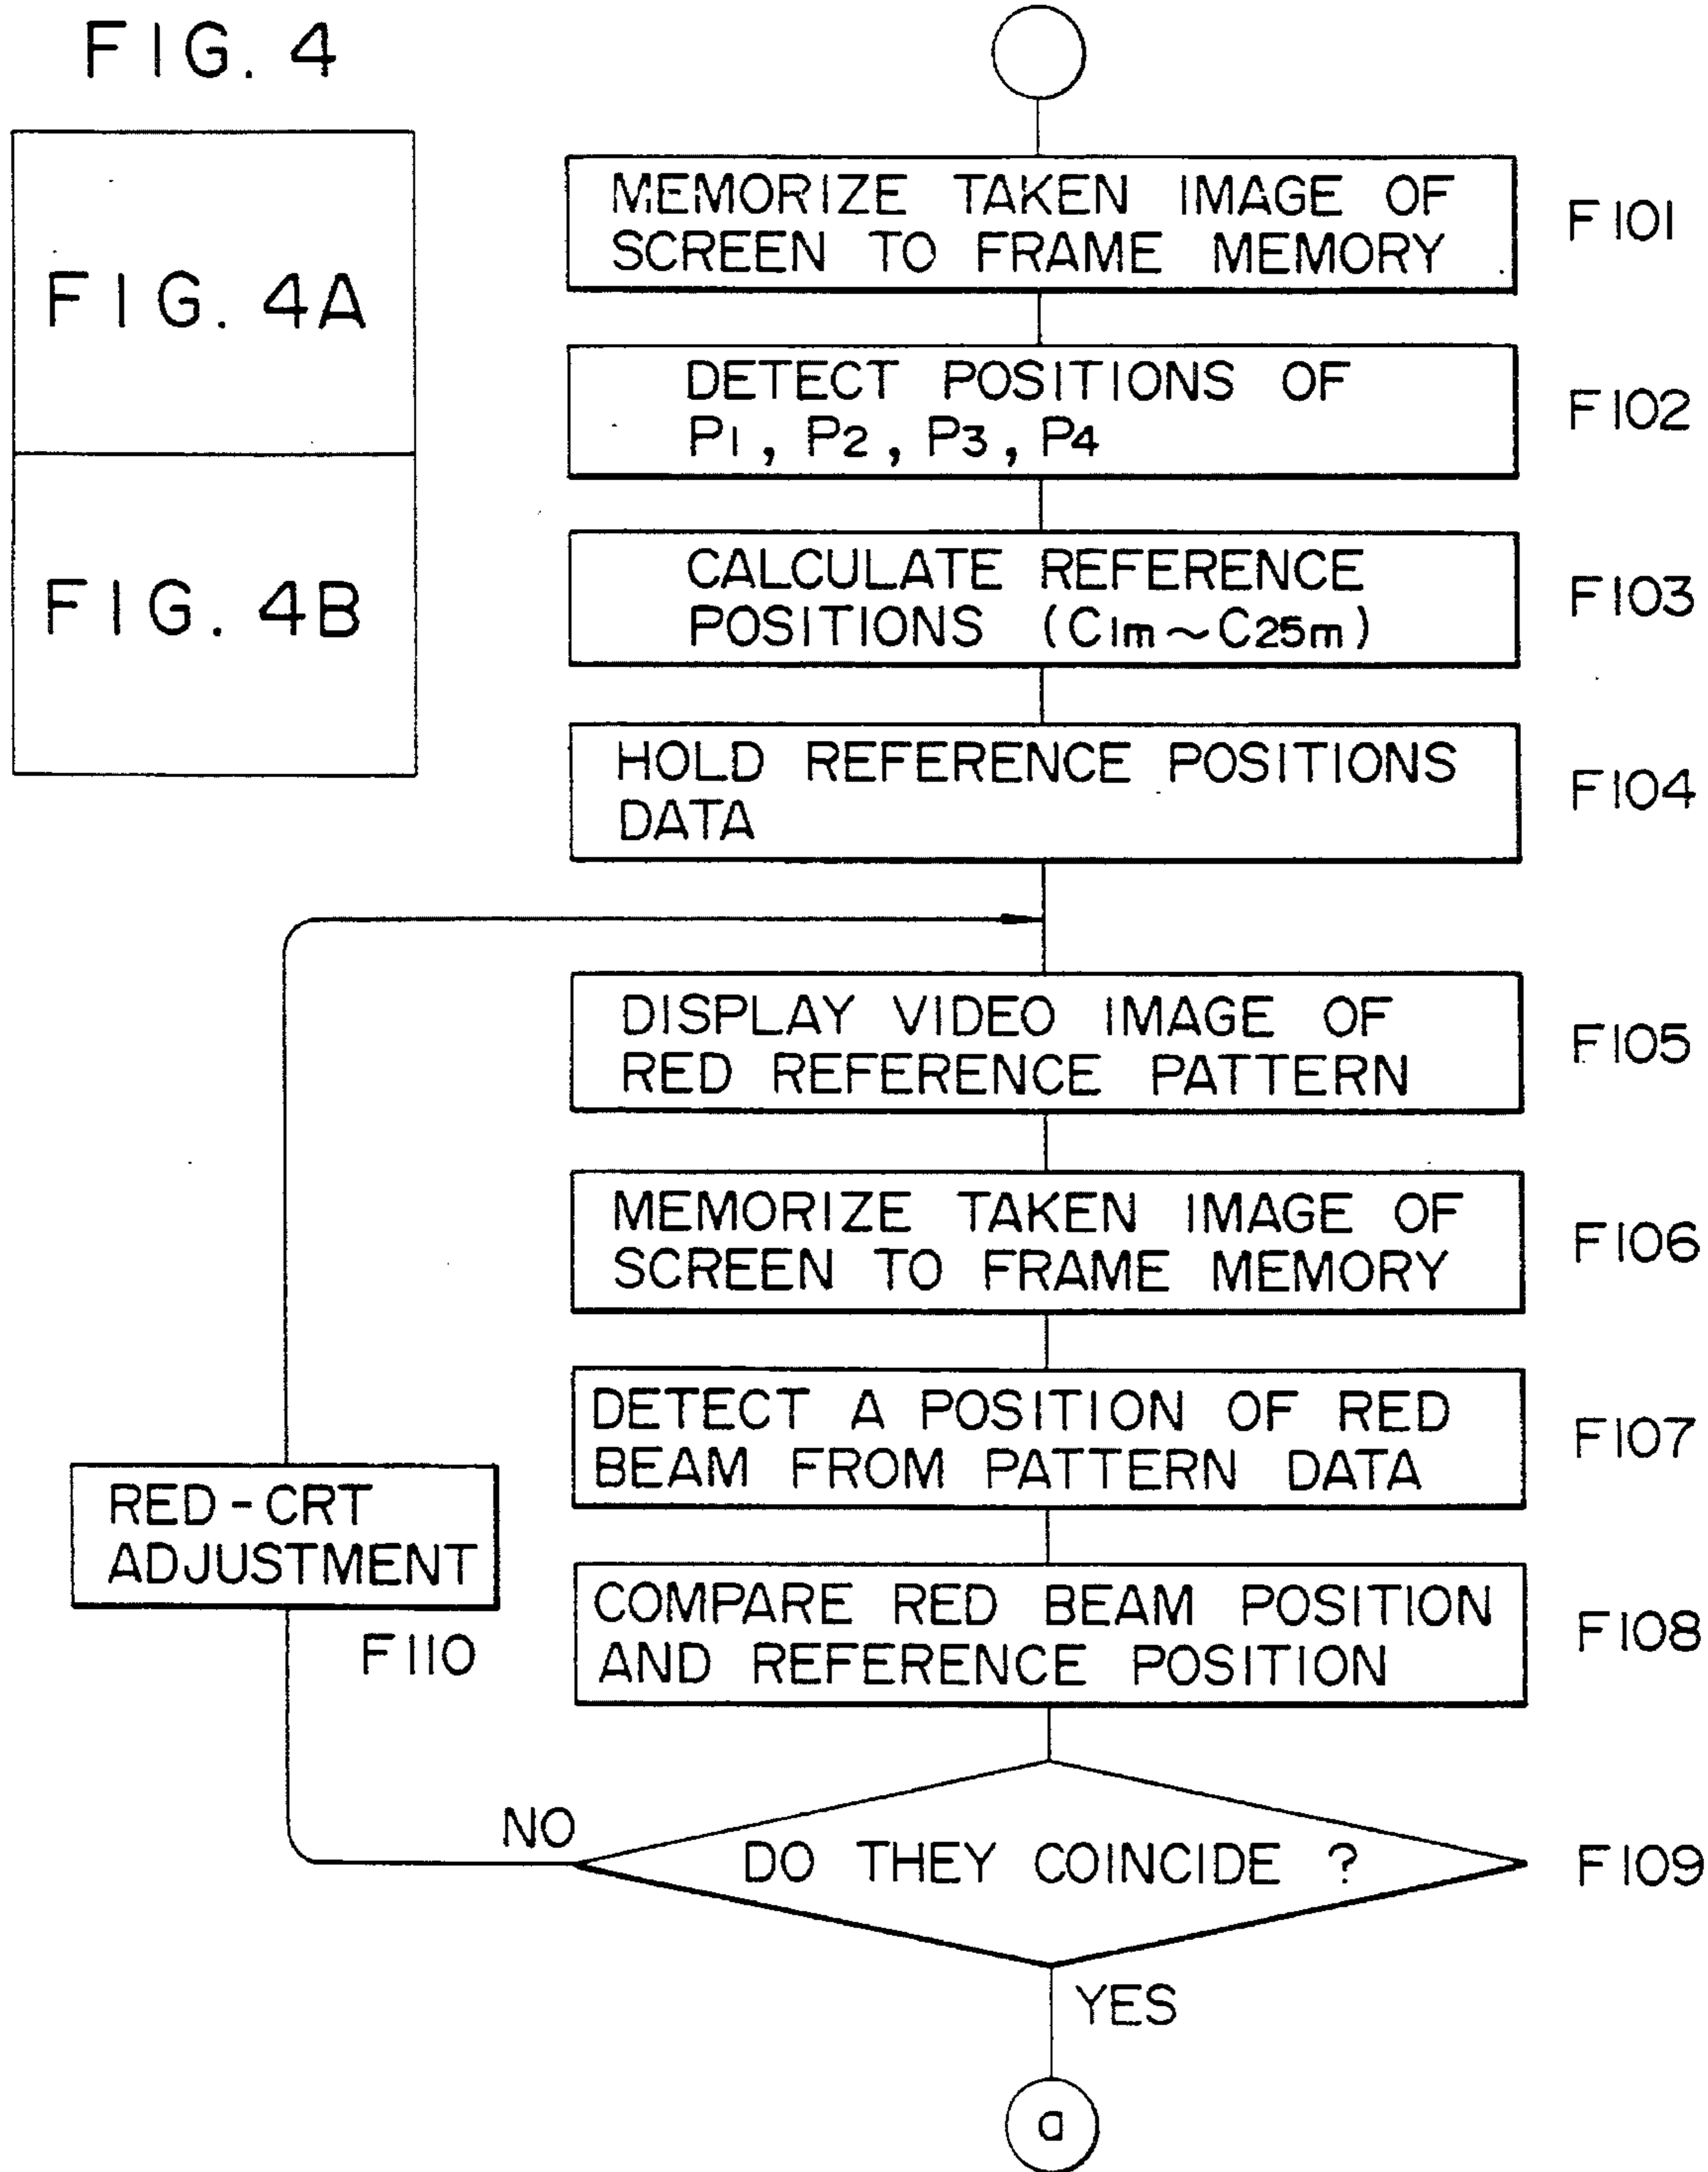 FIG. 4
FIG. 4A
FIG. 4B
MEMORIZE TAKEN IMAGE OF
SCREEN TO FRAME MEMORY
F101
DETECT POSITIONS OF
P1, P2, P3, P4
F102
CALCULATE REFERENCE
POSITIONS (C1m~C25m)
F103
HOLD REFERENCE POSITIONS
DATA
F104
DISPLAY VIDEO IMAGE OF
RED REFERENCE PATTERN
F105
MEMORIZE TAKEN IMAGE OF
SCREEN TO FRAME MEMORY
F106
DETECT A POSITION OF RED
BEAM FROM PATTERN DATA
F107
RED-CRT
ADJUSTMENT
F110
COMPARE RED BEAM POSITION
AND REFERENCE POSITION
F108
NO
DO THEY COINCIDE ?
F109
YES
a